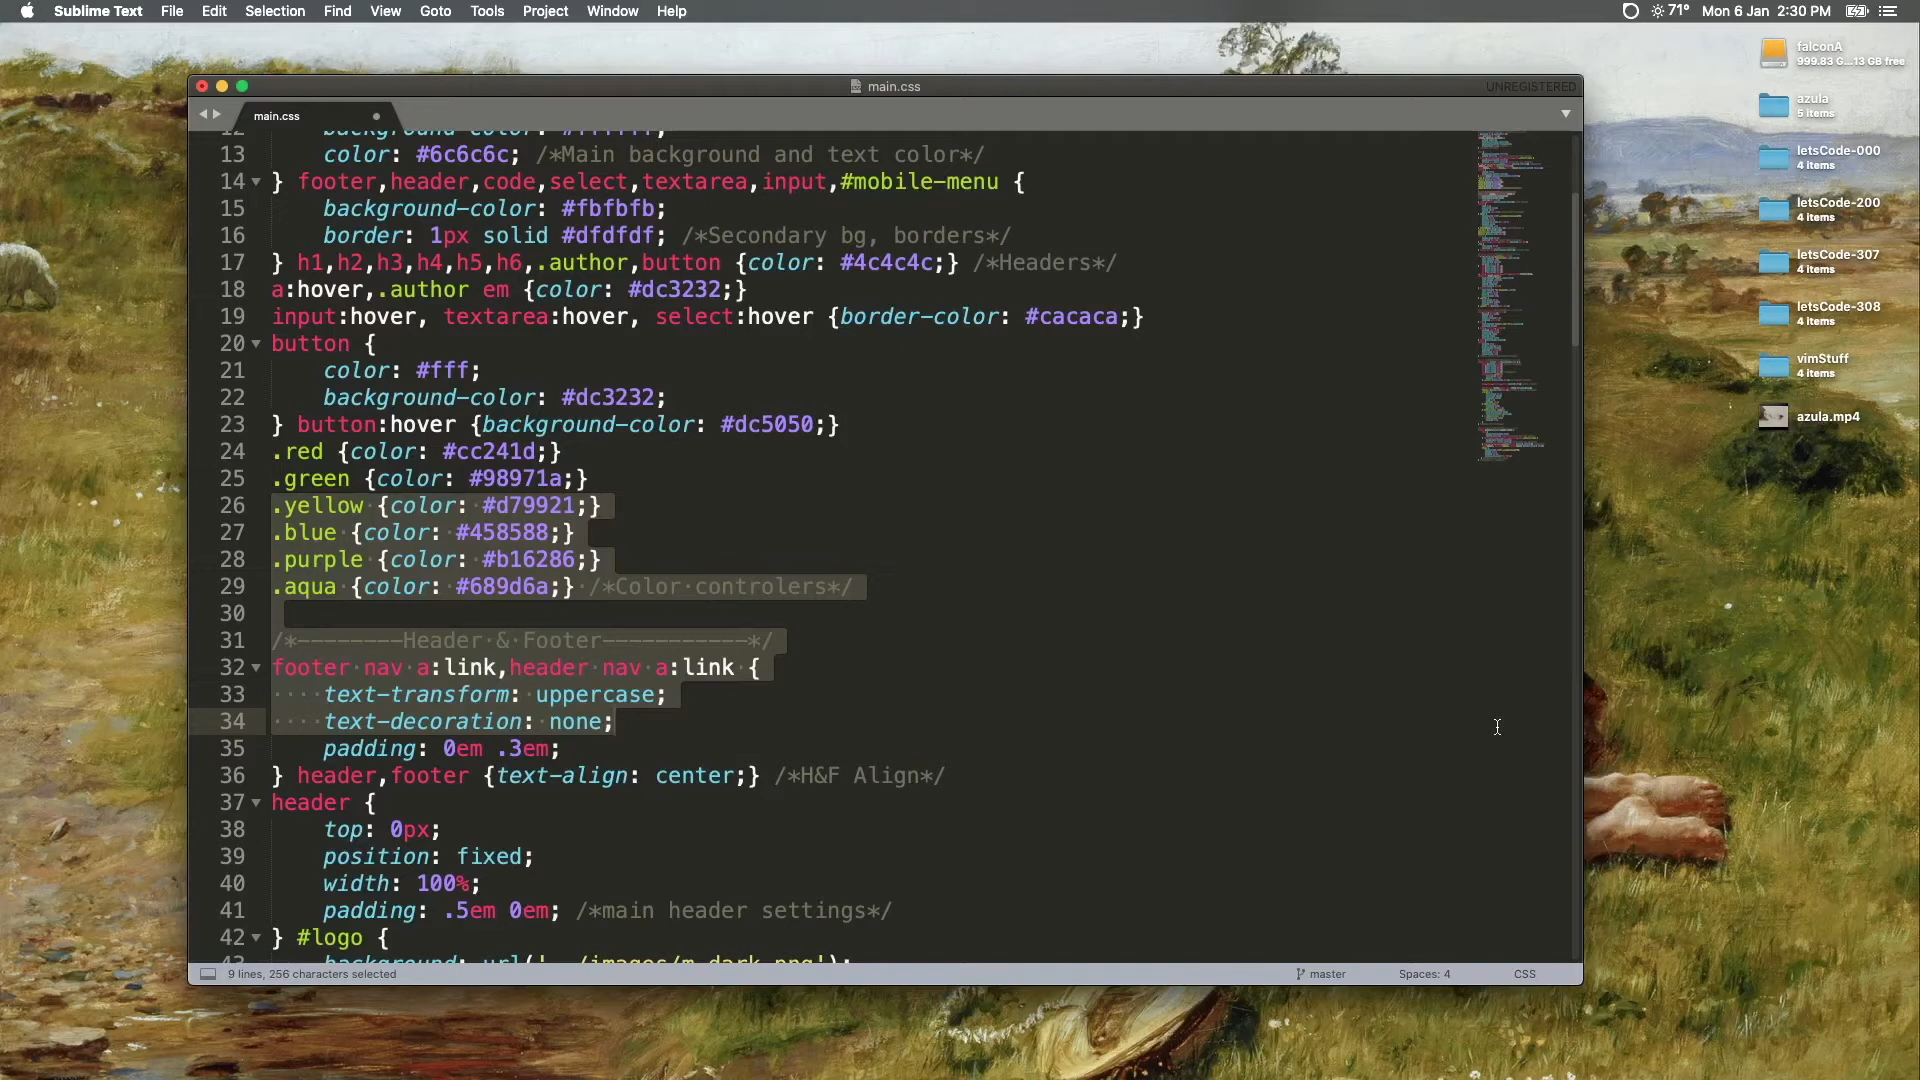 Sublime Text File Edit Selection Find View Goto Tools Project Window Help
71° Mon 6 Jan 2:30 PM
falconA
999.83 G...13 GB free
azula
5 items
letsCode-000
4 items
letsCode-200
4 items
letsCode-307
4 items
letsCode-308
4 items
vimStuff
4 items
azula.mp4
main.css
UNREGISTERED
main.css
12 background-color: #ffffff;
13 color: #6c6c6c; /*Main background and text color*/
14 } footer,header,code,select,textarea,input,#mobile-menu {
15 background-color: #fbfbfb;
16 border: 1px solid #dfdfdf; /*Secondary bg, borders*/
17 } h1,h2,h3,h4,h5,h6,.author,button {color: #4c4c4c;} /*Headers*/
18 a:hover,.author em {color: #dc3232;}
19 input:hover, textarea:hover, select:hover {border-color: #cacaca;}
20 button {
21 color: #fff;
22 background-color: #dc3232;
23 } button:hover {background-color: #dc5050;}
24 .red {color: #cc241d;}
25 .green {color: #98971a;}
26 .yellow {color: #d79921;}
27 .blue {color: #458588;}
28 .purple {color: #b16286;}
29 .aqua {color: #689d6a;} /*Color controlers*/
30
31 /*--------Header & Footer-----------*/
32 footer nav a:link,header nav a:link {
33 text-transform: uppercase;
34 text-decoration: none;
35 padding: 0em .3em;
36 } header,footer {text-align: center;} /*H&F Align*/
37 header {
38 top: 0px;
39 position: fixed;
40 width: 100%;
41 padding: .5em 0em; /*main header settings*/
42 } #logo {
43 background: url('../images/m-dark.png');
9 lines, 256 characters selected
master
Spaces: 4
CSS